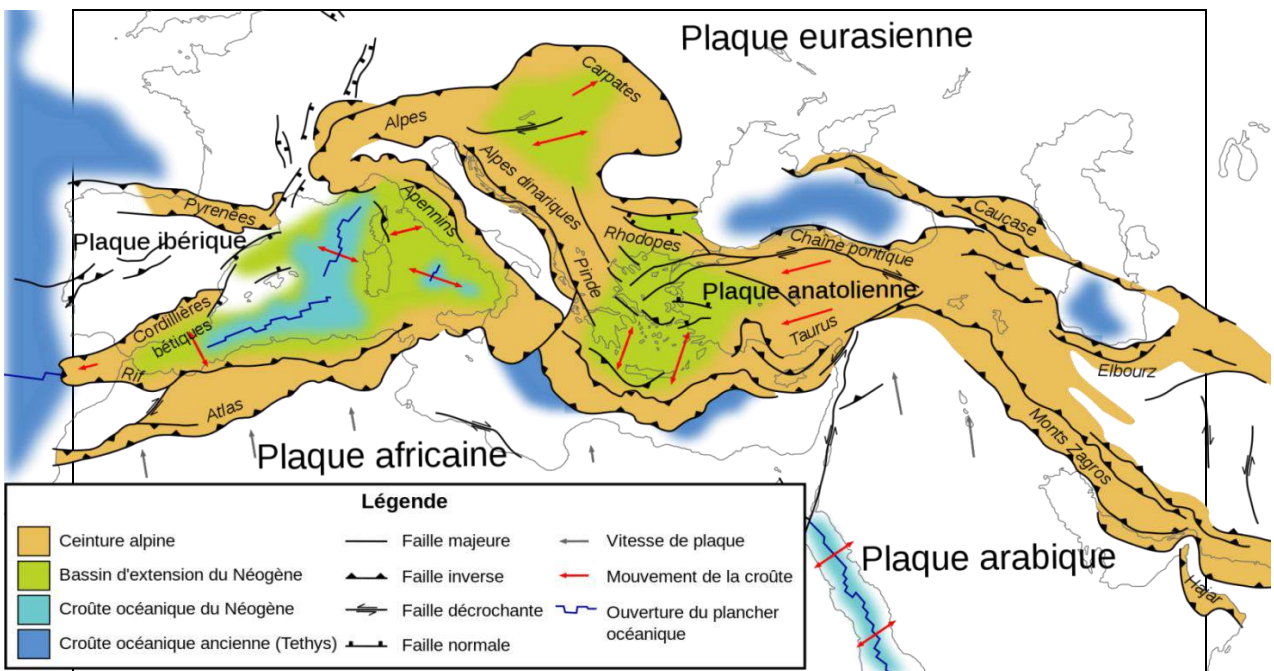 Plaque eurasienne
Carpates
Alpes
Alpes dinariques
Apennins
Pyrenées
Plaque ibérique
Caucase
Rhodopes
Chaîne pontique
Pinde
Plaque anatolienne
Cordillières
bétiques
Taurus
Rif
Elbourz
Atlas
Monts Zagros
Plaque africaine
Plaque arabique
Hajar
Légende
Ceinture alpine
Bassin d'extension du Néogène
Croûte océanique du Néogène
Croûte océanique ancienne (Tethys)
Faille majeure
Faille inverse
Faille décrochante
Faille normale
Vitesse de plaque
Mouvement de la croûte
Ouverture du plancher
océanique